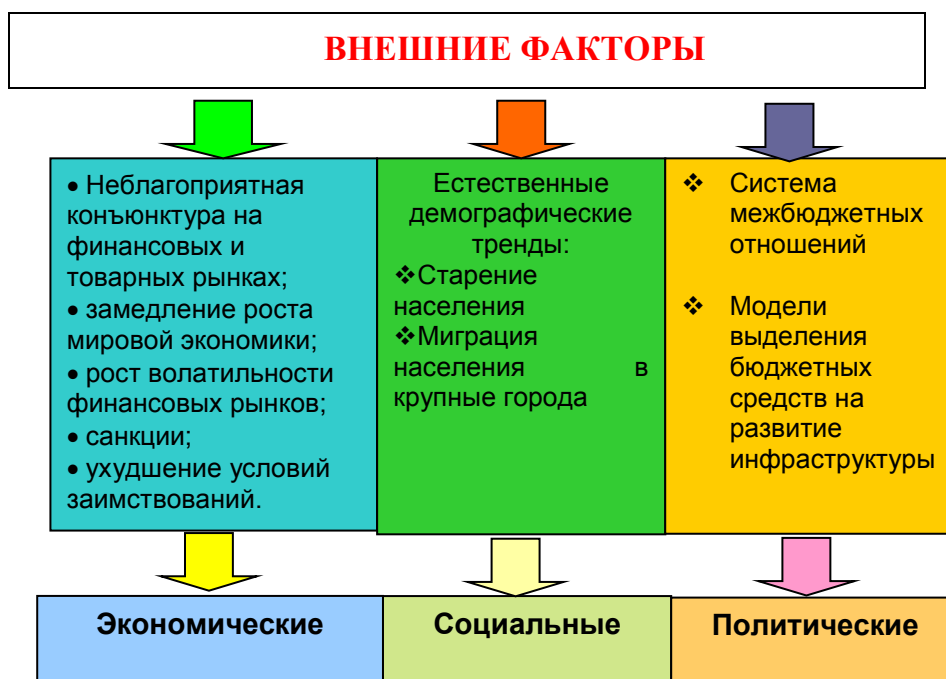 ВНЕШНИЕ ФАКТОРЫ
• Неблагоприятная
конъюнктура на
финансовых и
товарных рынках;
• замедление роста
мировой экономики;
• рост волатильности
финансовых рынков;
• санкции;
• ухудшение условий
заимствований.
Естественные
демографические
тренды:
❖Старение
населения
❖Миграция
населения в
крупные города
❖ Система
межбюджетных
отношений
❖ Модели
выделения
бюджетных
средств на
развитие
инфраструктуры
Экономические
Социальные
Политические